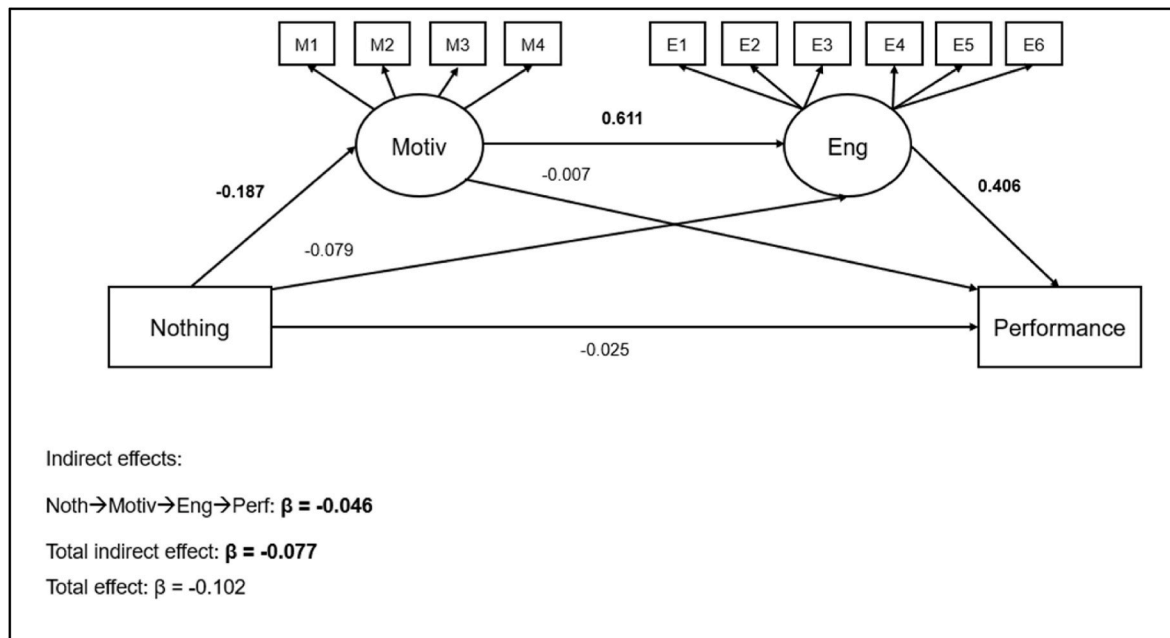 M1 M2 M3 M4 E1 E2 E3 E4 E5 E6
0.611
Motiv
Eng
-0.007
-0.187
0.406
-0.079
Nothing
Performance
-0.025
Indirect effects:
Noth→Motiv→Eng→Perf: β = -0.046
Total indirect effect: β = -0.077
Total effect: β = -0.102